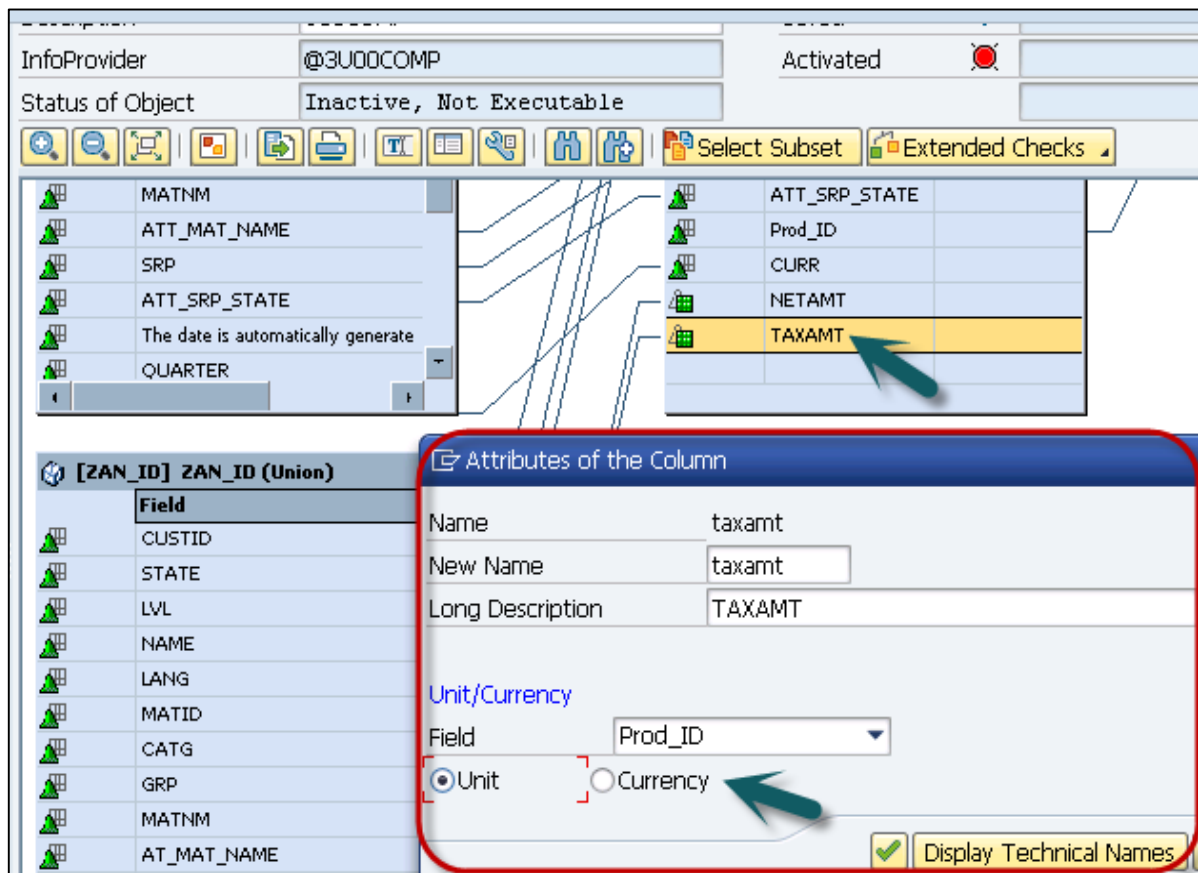 InfoProvider @3U00COMP Activated
Status of Object Inactive, Not Executable
Select Subset Extended Checks
MATNM
ATT_MAT_NAME
SRP
ATT_SRP_STATE
The date is automatically generate
QUARTER
ATT_SRP_STATE
Prod_ID
CURR
NETAMT
TAXAMT
[ZAN_ID] ZAN_ID (Union)
Field
CUSTID
STATE
LVL
NAME
LANG
MATID
CATG
GRP
MATNM
AT_MAT_NAME
Attributes of the Column
Name taxamt
New Name taxamt
Long Description TAXAMT
Unit/Currency
Field Prod_ID
Unit Currency
Display Technical Names